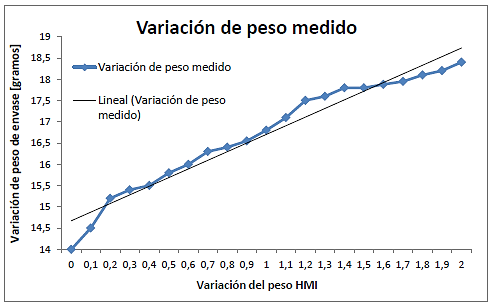 Variación de peso medido
Variación de peso de envase [gramos]
19
18,5
18
17,5
17
16,5
16
15,5
15
14,5
14
Variación de peso medido
Lineal (Variación de peso
medido)
0 0,1 0,2 0,3 0,4 0,5 0,6 0,7 0,8 0,9 1 1,1 1,2 1,3 1,4 1,5 1,6 1,7 1,8 1,9 2
Variación del peso HMI